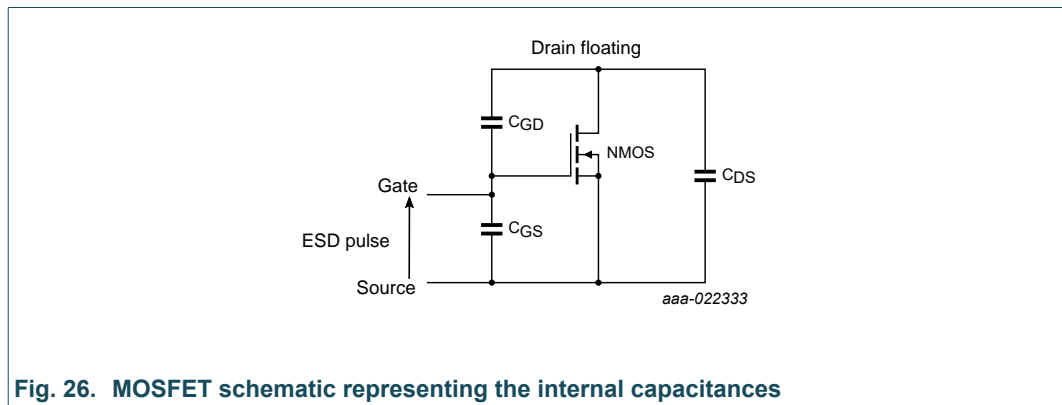 Drain floating
CGD
NMOS
CDS
Gate
CGS
ESD pulse
Source
aaa-022333
Fig. 26. MOSFET schematic representing the internal capacitances